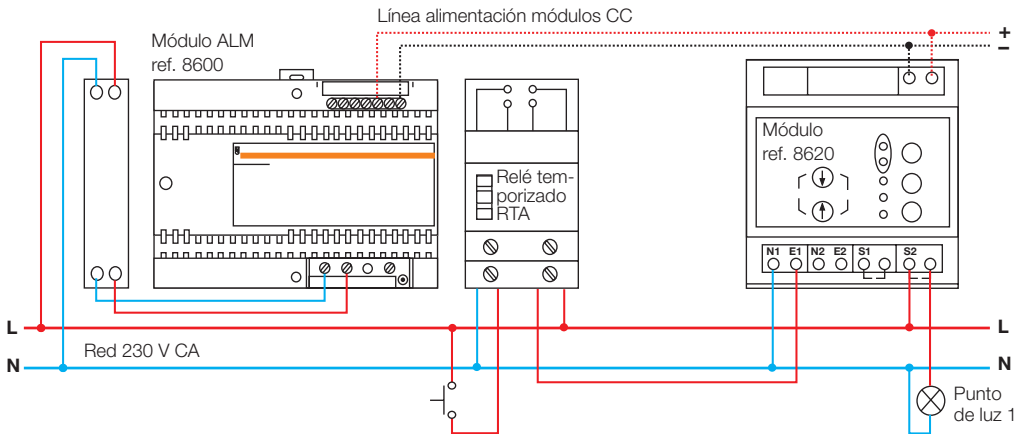 Línea alimentación módulos CC
+
–
Módulo ALM
ref. 8600
Módulo
ref. 8620
Relé tem-
porizado
RTA
N1 E1 N2 E2 S1 S2
L
L
Red 230 V CA
N
N
Punto
de luz 1